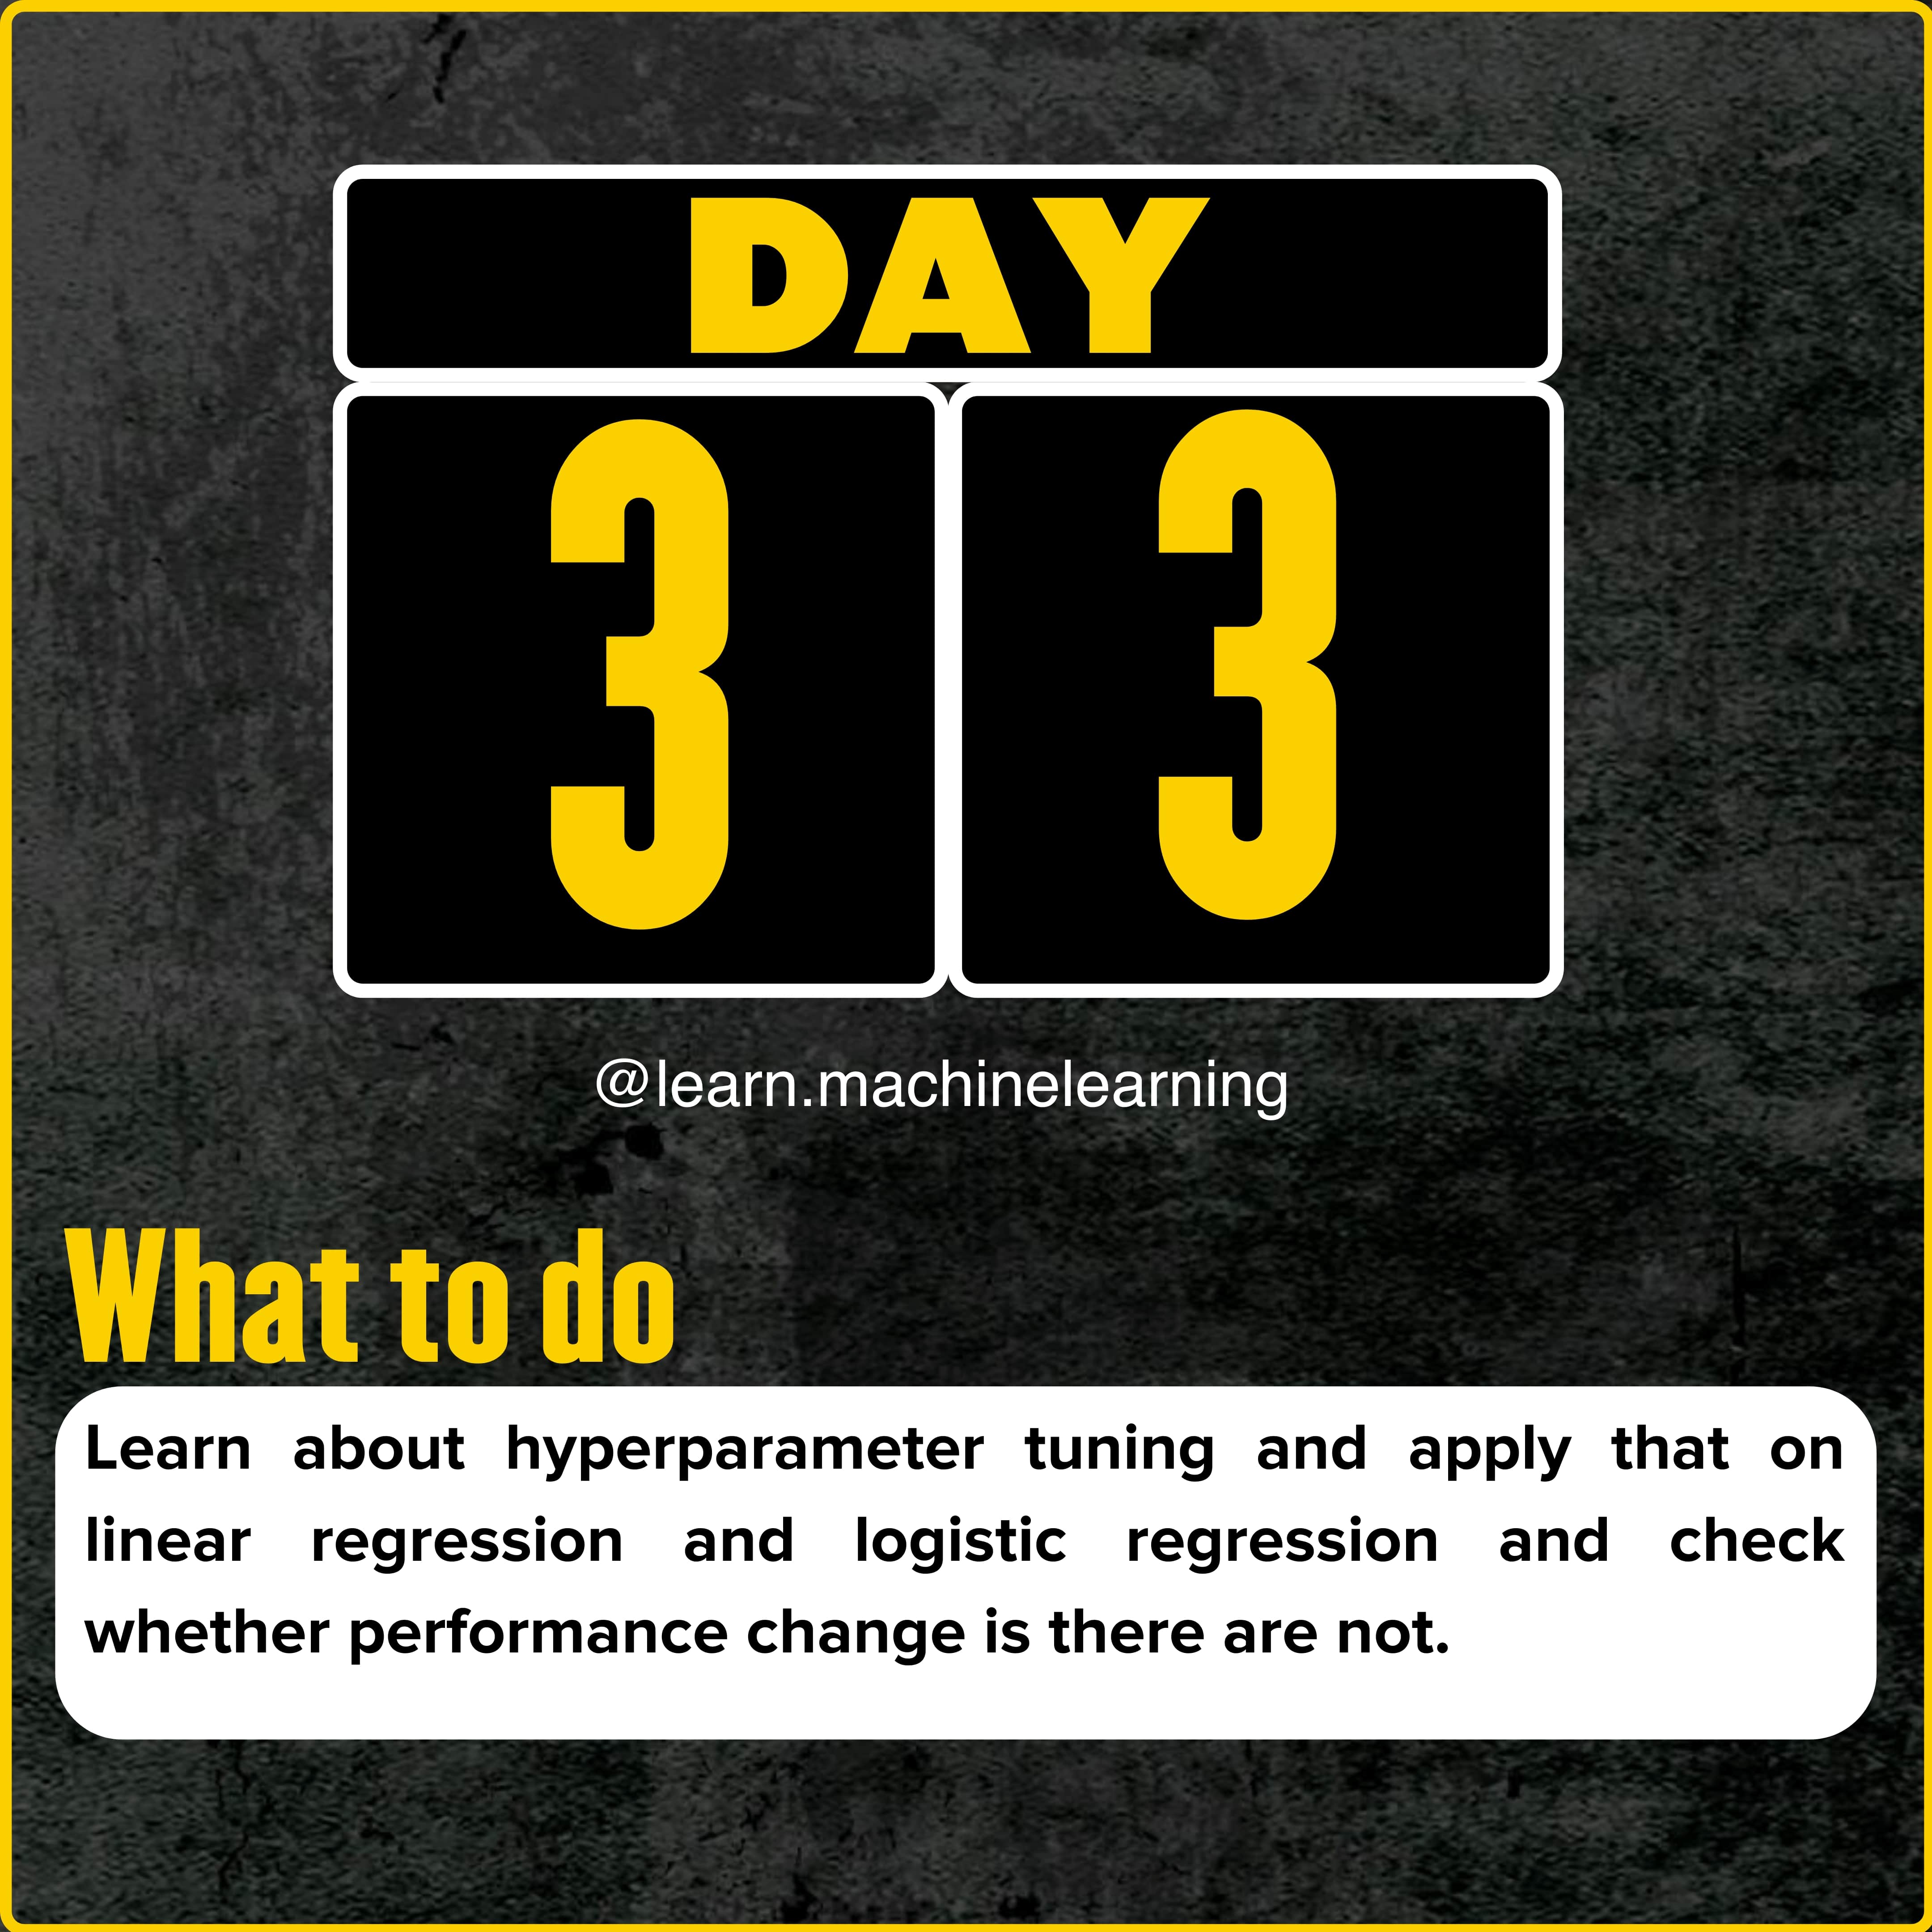 DAY
3 3
@learn.machinelearning
What to do
Learn about hyperparameter tuning and apply that on
linear regression and logistic regression and check
whether performance change is there are not.